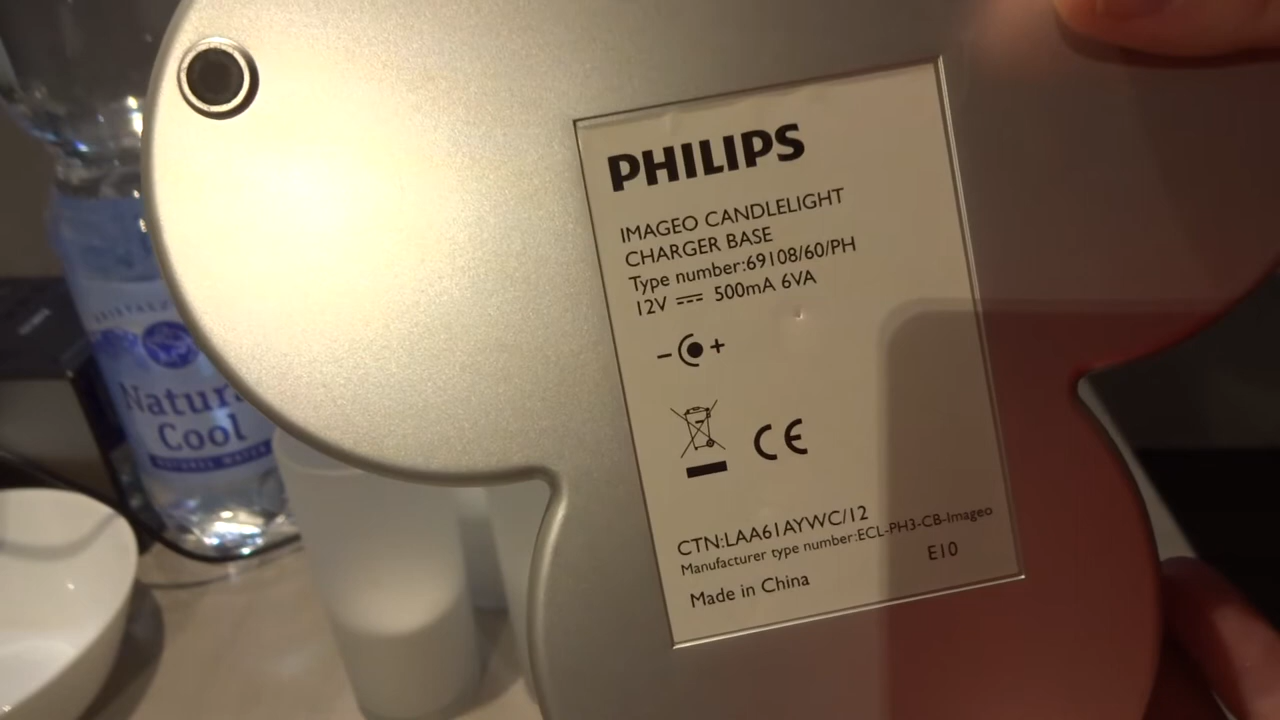 PHILIPS
IMAGEO CANDLELIGHT
CHARGER BASE
Type number:69108/60/PH
12V ⎓ 500mA 6VA
- +
CE
CTN:LAA61AYWC/12
Manufacturer type number:ECL-PH3-CB-Imageo
E10
Made in China
Cool
NATURAL WATER